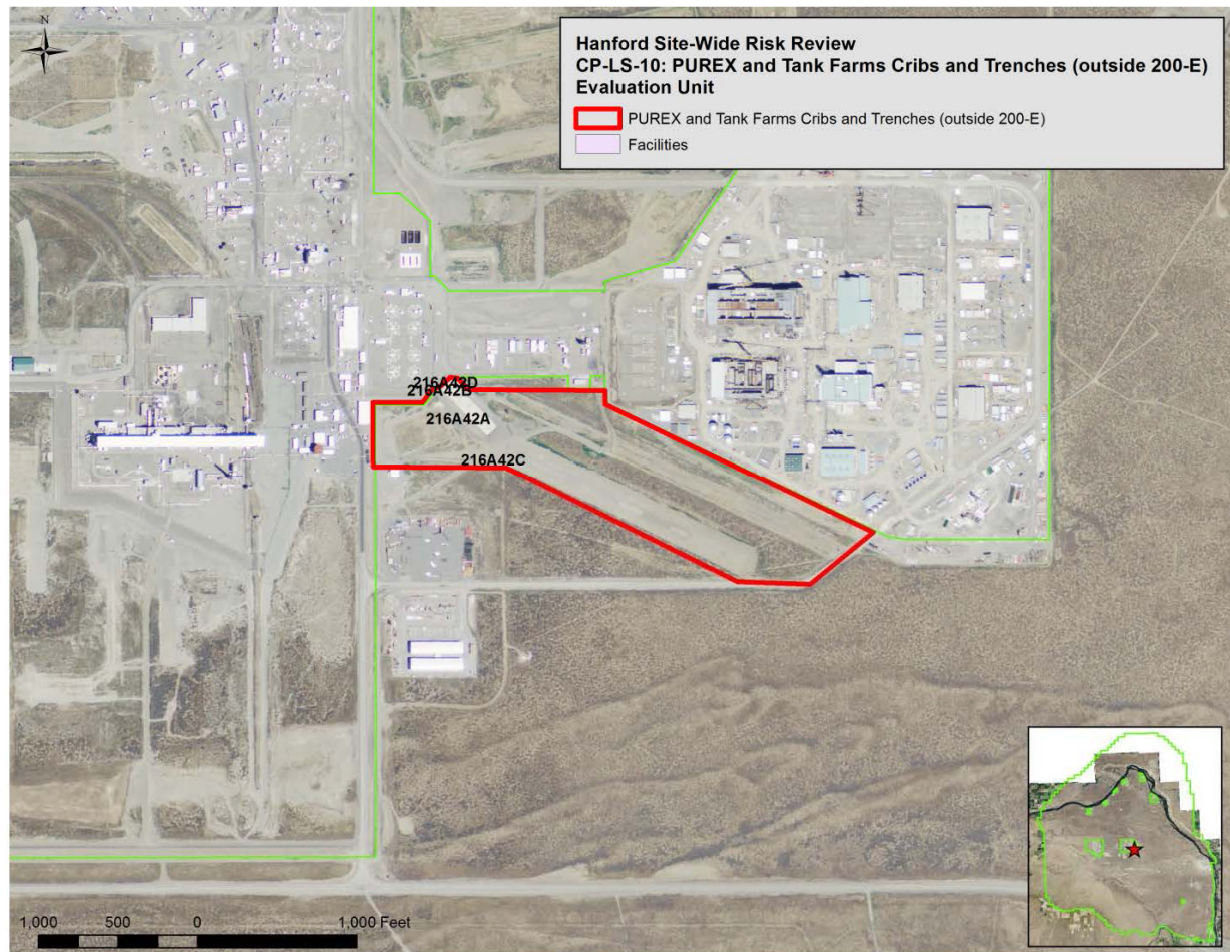 N
Hanford Site-Wide Risk Review
CP-LS-10: PUREX and Tank Farms Cribs and Trenches (outside 200-E)
Evaluation Unit
PUREX and Tank Farms Cribs and Trenches (outside 200-E)
Facilities
216A42D
216A42B
216A42A
216A42C
1,000 500 0 1,000 Feet